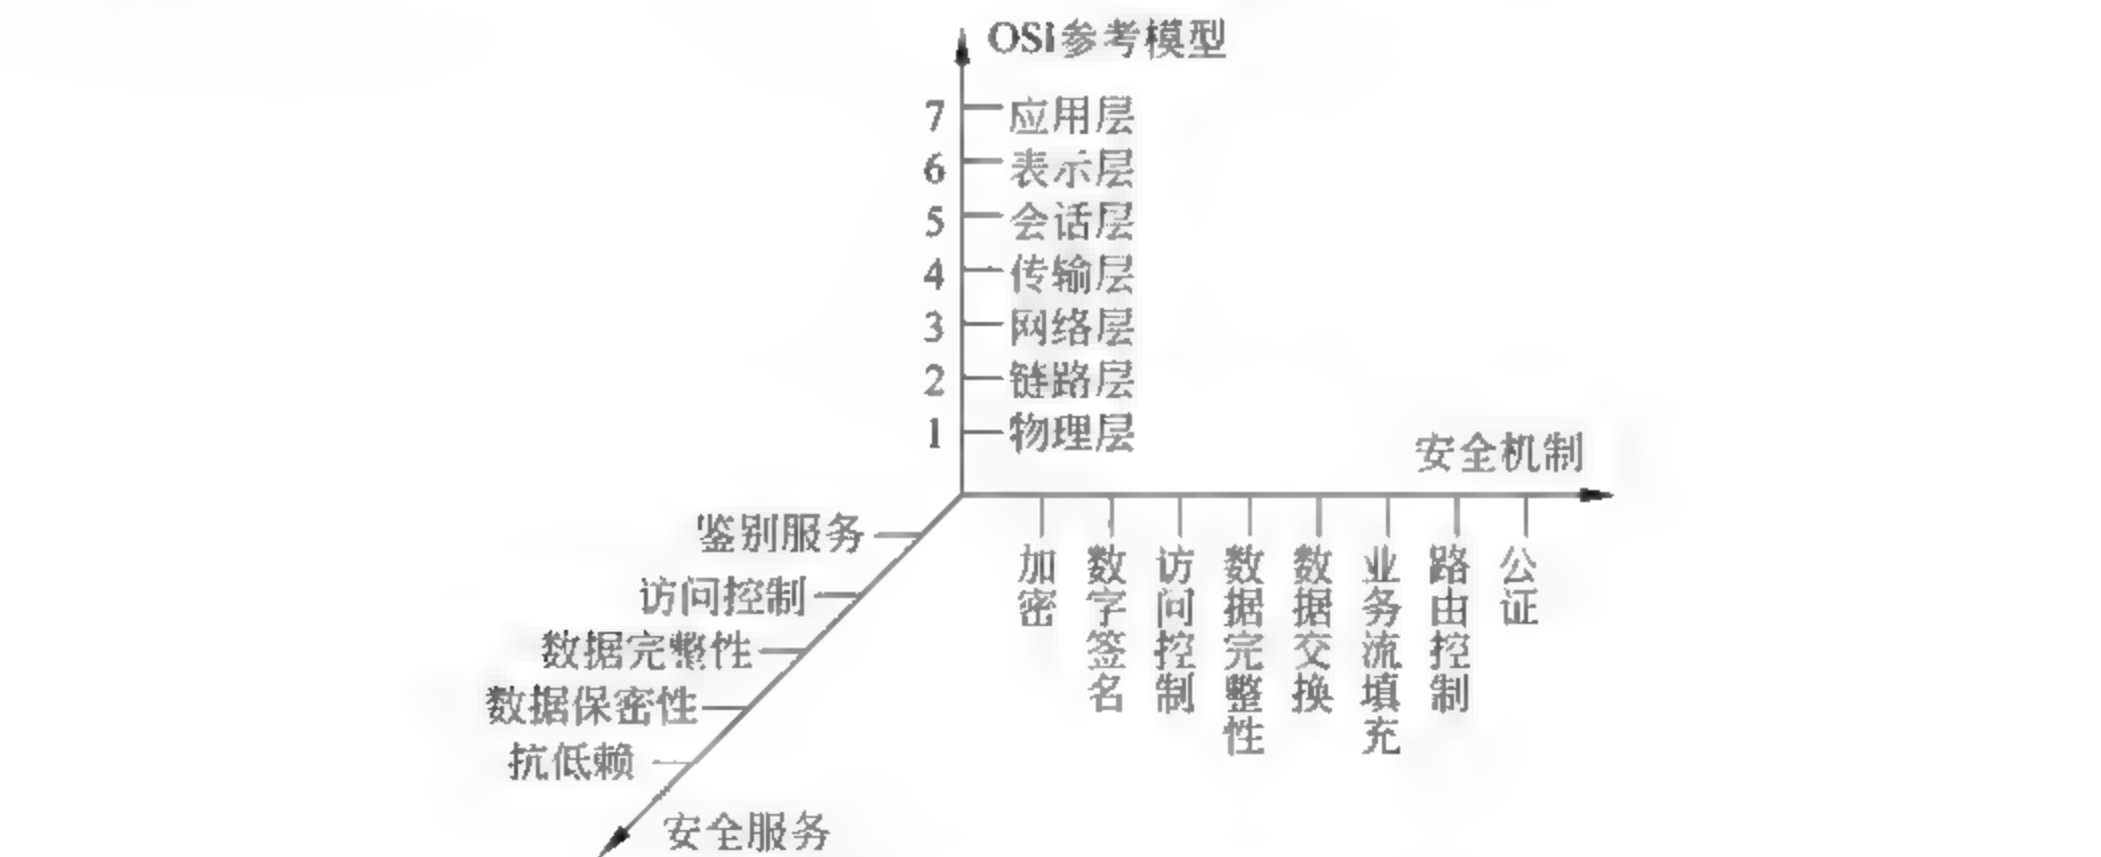 OSI参考模型
7 应用层
6 表示层
5 会话层
4 传输层
3 网络层
2 链路层
1 物理层
安全机制
加密
数字签名
访问控制
数据完整性
数据交换
业务流填充
路由控制
公证
鉴别服务
访问控制
数据完整性
数据保密性
抗低赖
安全服务